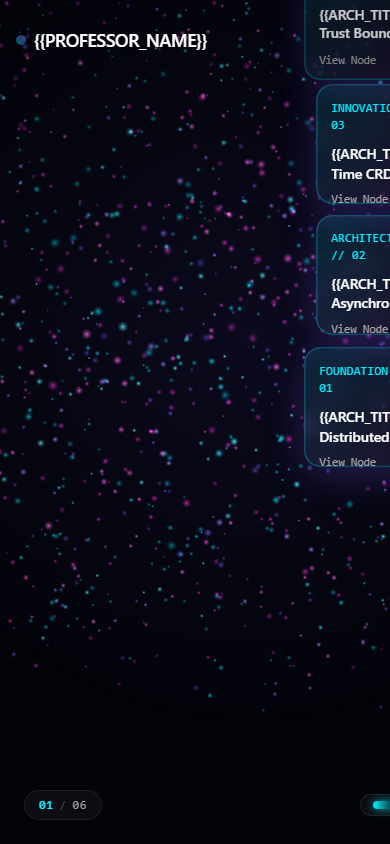 {{PROFESSOR_NAME}}
{{ARCH_TIT
Trust Bounc
View Node
INNOVATIO
03
{{ARCH_T
Time CRD
View Node
ARCHITECT
// 02
{{ARCH_T
Asynchro
View Node
FOUNDATION
01
{{ARCH_TIT
Distributed
View Node
01 / 06